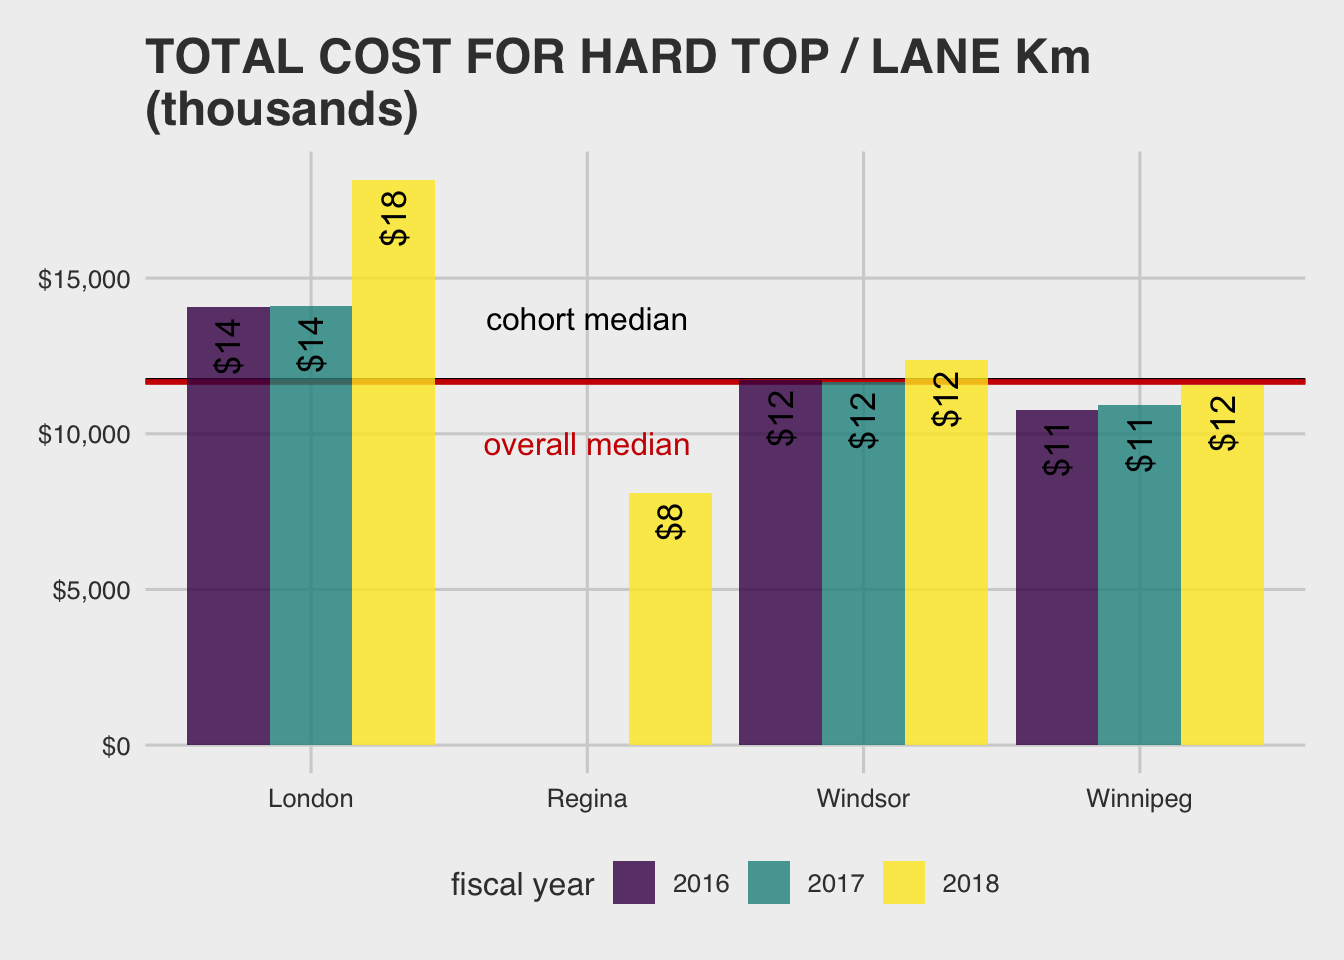 TOTAL COST FOR HARD TOP / LANE Km
(thousands)
$15,000
$10,000
$5,000
$0
$14
$14
$18
cohort median
overall median
$8
$12
$12
$12
$11
$11
$12
London
Regina
Windsor
Winnipeg
fiscal year
2016
2017
2018